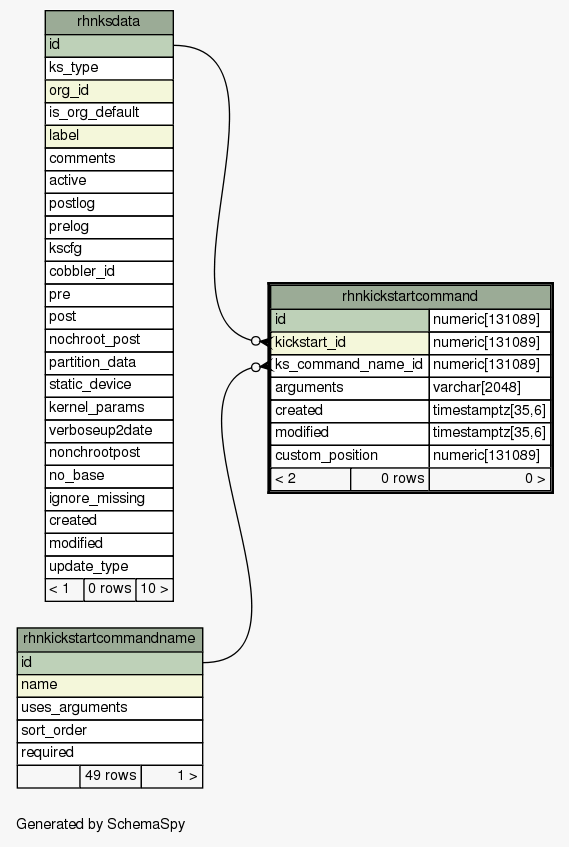 rhnksdata
id
ks_type
org_id
is_org_default
label
comments
active
postlog
prelog
kscfg
cobbler_id
pre
post
nochroot_post
partition_data
static_device
kernel_params
verboseup2date
nonchrootpost
no_base
ignore_missing
created
modified
update_type
< 1 0 rows 10 >
rhnkickstartcommand
id numeric[131089]
kickstart_id numeric[131089]
ks_command_name_id numeric[131089]
arguments varchar[2048]
created timestamptz[35,6]
modified timestamptz[35,6]
custom_position numeric[131089]
< 2 0 rows 0 >
rhnkickstartcommandname
id
name
uses_arguments
sort_order
required
49 rows 1 >
Generated by SchemaSpy